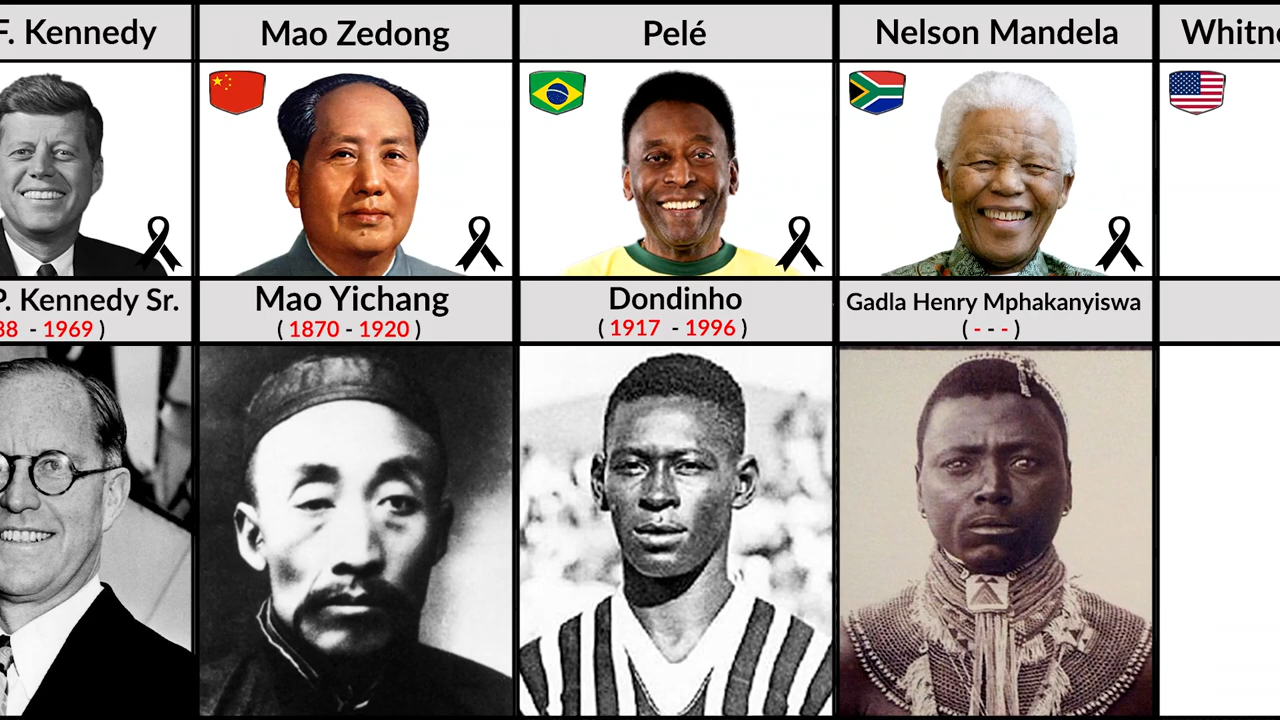 F. Kennedy
Mao Zedong
Pelé
Nelson Mandela
Whitn
P. Kennedy Sr.
Mao Yichang
Dondinho
Gadla Henry Mphakanyiswa
88 - 1969 )
( 1870 - 1920 )
( 1917 - 1996 )
( - - - )